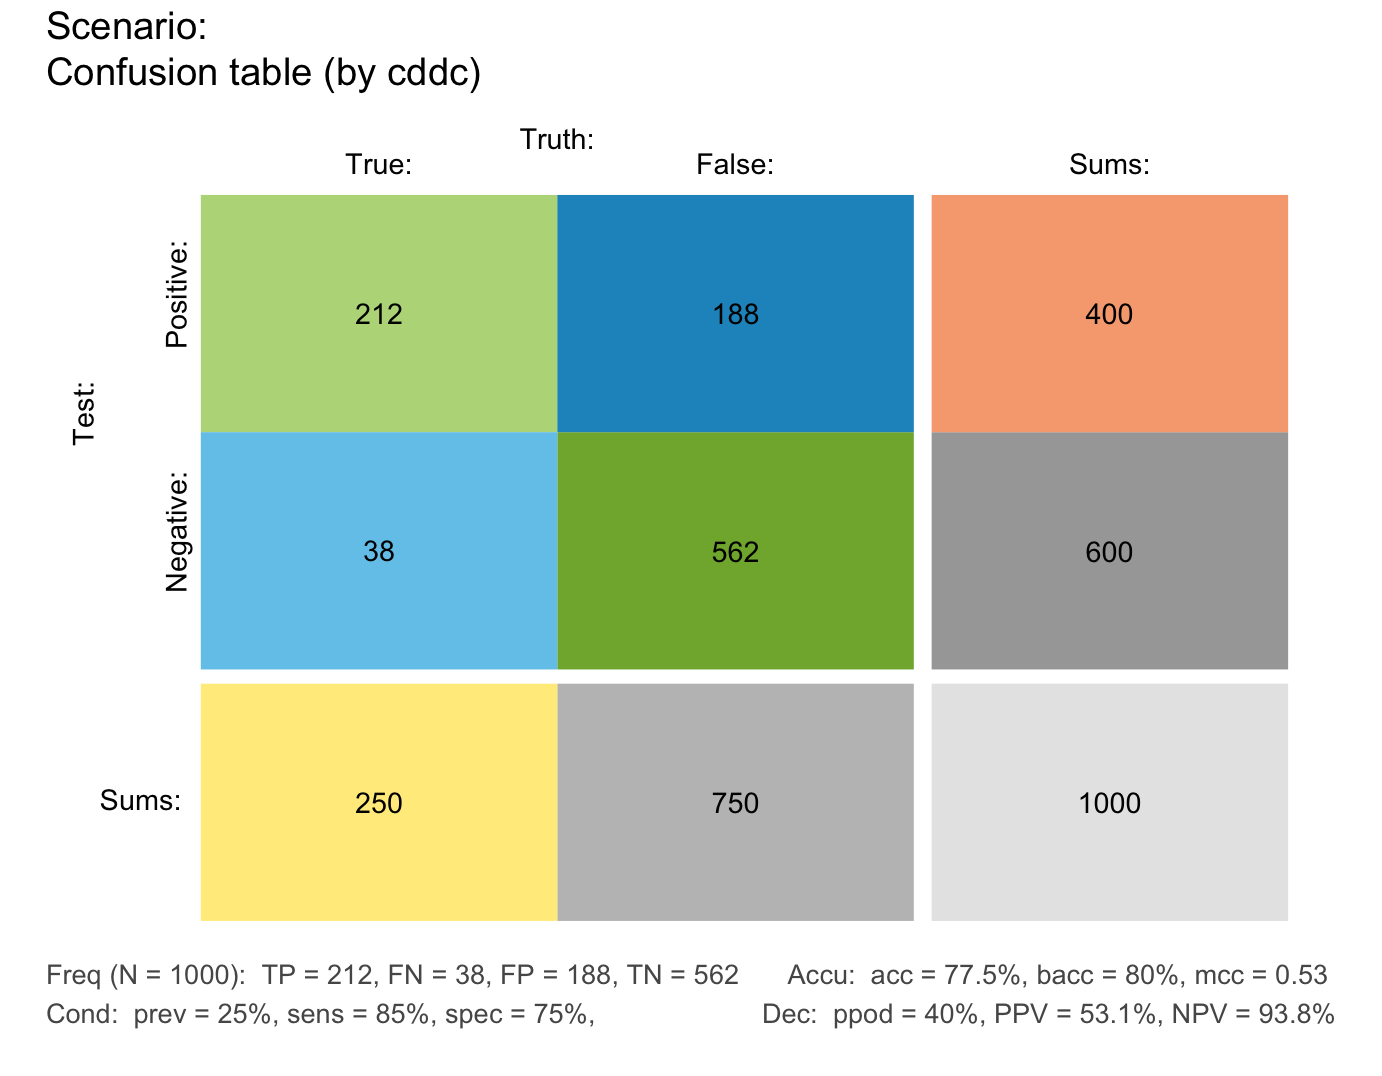 Scenario:
Confusion table (by cddc)
Truth:
True: False: Sums:
Positive: 212 188 400
Test:
Negative: 38 562 600
Sums: 250 750 1000
Freq (N = 1000): TP = 212, FN = 38, FP = 188, TN = 562 Accu: acc = 77.5%, bacc = 80%, mcc = 0.53
Cond: prev = 25%, sens = 85%, spec = 75%, Dec: ppod = 40%, PPV = 53.1%, NPV = 93.8%